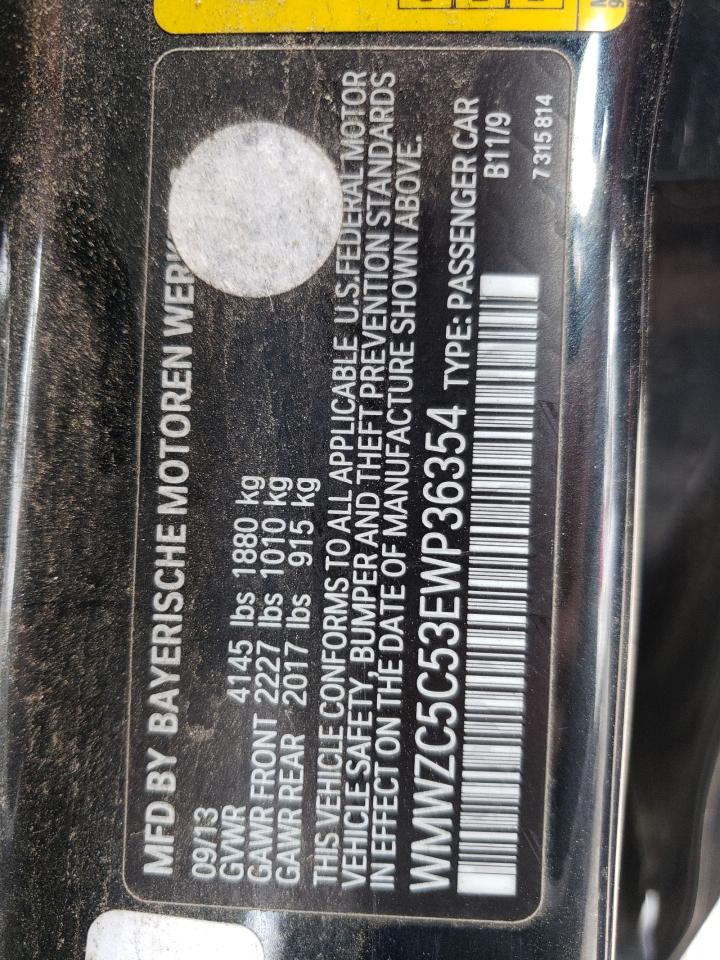 MFD BY BAYERISCHE MOTOREN
09/13
GVWR 4145 lbs 1880 kg
GAWR FRONT 2227 lbs 1010 kg
GAWR REAR 2017 lbs 915 kg
THIS VEHICLE CONFORMS TO ALL APPLICABLE U.S. FEDERAL MOTOR
VEHICLE SAFETY, BUMPER AND THEFT PREVENTION STANDARDS
IN EFFECT ON THE DATE OF MANUFACTURE SHOWN ABOVE.
WMWZC5C53EWP36354 TYPE: PASSENGER CAR
B11/9
7 315 814